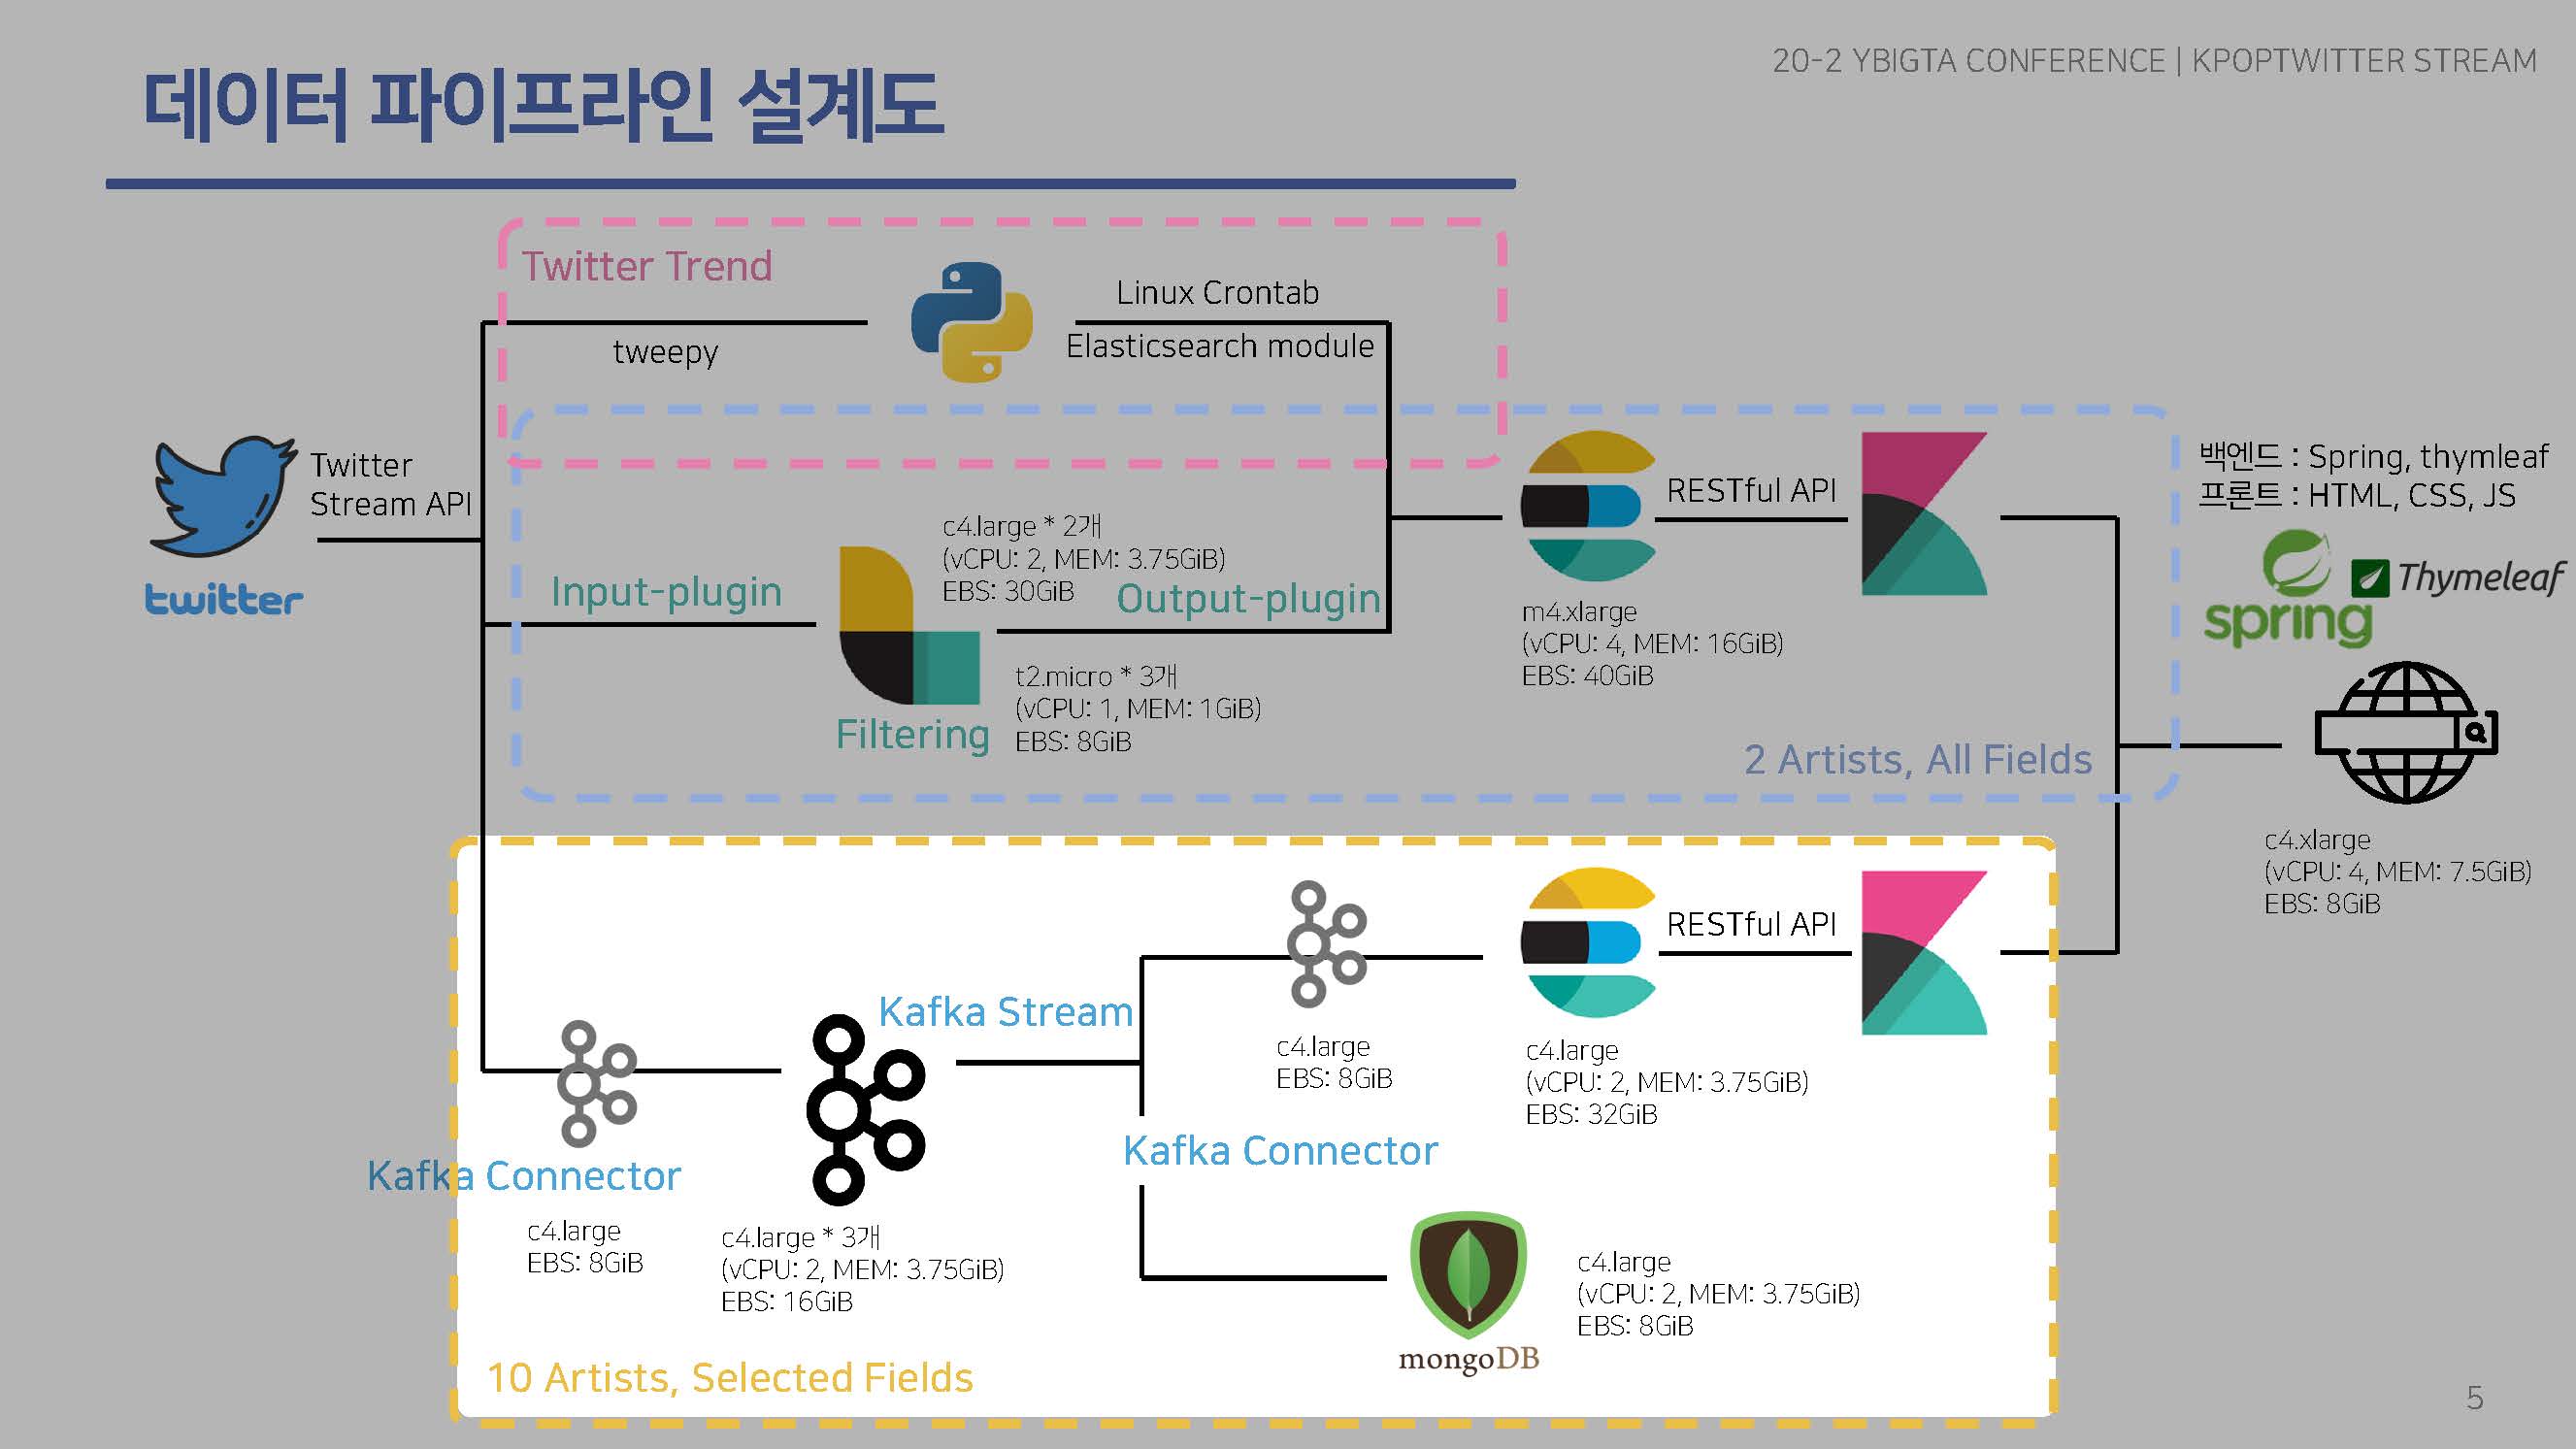 20-2 YBIGTA CONFERENCE | KPOPTWITTER STREAM
데이터 파이프라인 설계도
Twitter Trend
Linux Crontab
tweepy
Elasticsearch module
Twitter
Stream API
twitter
c4.large * 2개
(vCPU: 2, MEM: 3.75GiB)
EBS: 30GiB
Input-plugin
Output-plugin
t2.micro * 3개
(vCPU: 1, MEM: 1GiB)
EBS: 8GiB
Filtering
RESTful API
m4.xlarge
(vCPU: 4, MEM: 16GiB)
EBS: 40GiB
2 Artists, All Fields
백엔드 : Spring, thymleaf
프론트 : HTML, CSS, JS
spring
Thymeleaf
c4.xlarge
(vCPU: 4, MEM: 7.5GiB)
EBS: 8GiB
Kafka Stream
RESTful API
c4.large
EBS: 8GiB
c4.large
(vCPU: 2, MEM: 3.75GiB)
EBS: 32GiB
Kafka Connector
Kafka Connector
c4.large
EBS: 8GiB
c4.large * 3개
(vCPU: 2, MEM: 3.75GiB)
EBS: 16GiB
mongoDB
c4.large
(vCPU: 2, MEM: 3.75GiB)
EBS: 8GiB
10 Artists, Selected Fields
5